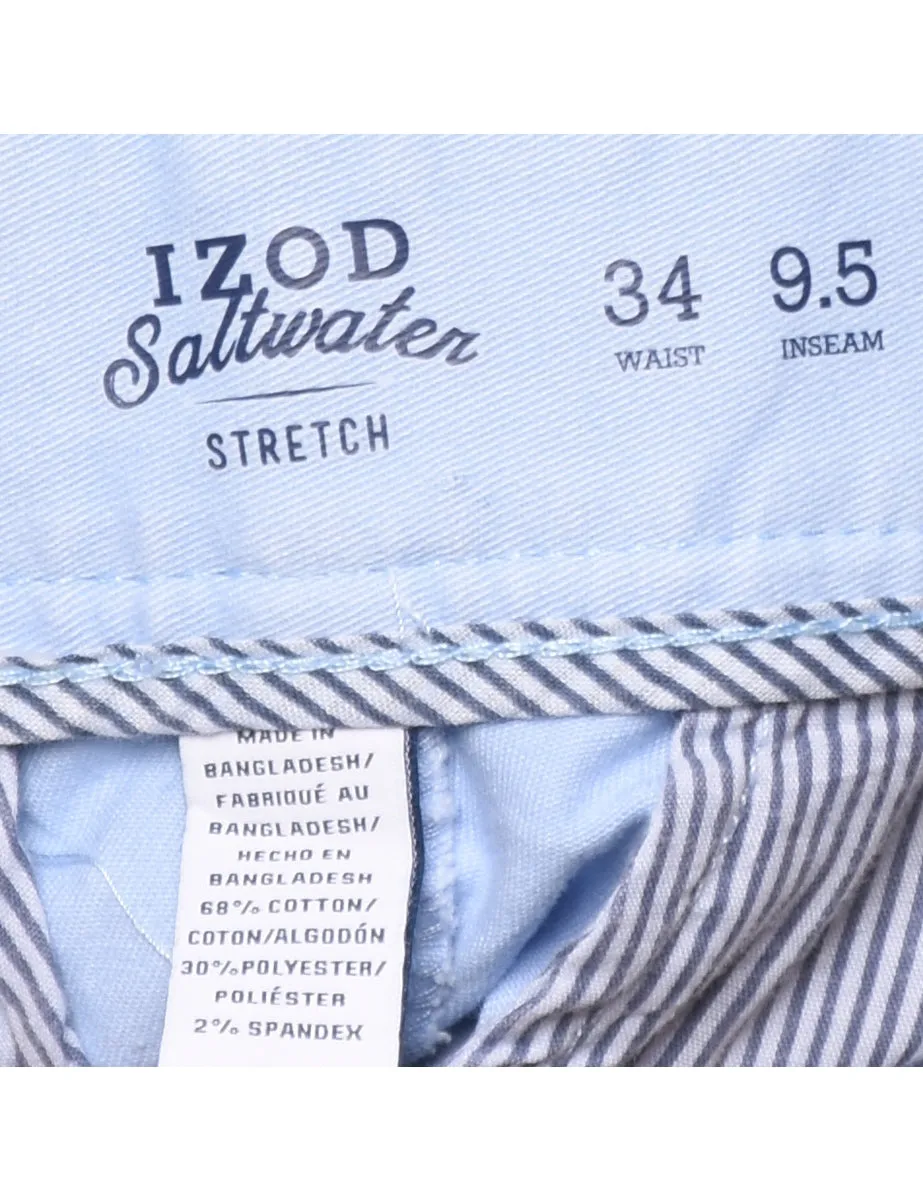 IZOD
Saltwater
STRETCH
34 9.5
WAIST INSEAM
MADE IN
BANGLADESH/
FABRIQUÉ AU
BANGLADESH/
HECHO EN
BANGLADESH
68% COTTON/
COTON/ALGODÓN
30% POLYESTER/
POLIÉSTER
2% SPANDEX